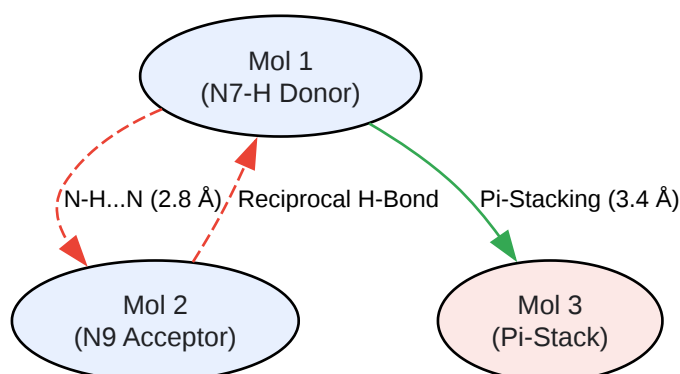 Mol 1
(N7-H Donor)
N-H...N (2.8 Å)
Reciprocal H-Bond
Pi-Stacking (3.4 Å)
Mol 2
(N9 Acceptor)
Mol 3
(Pi-Stack)